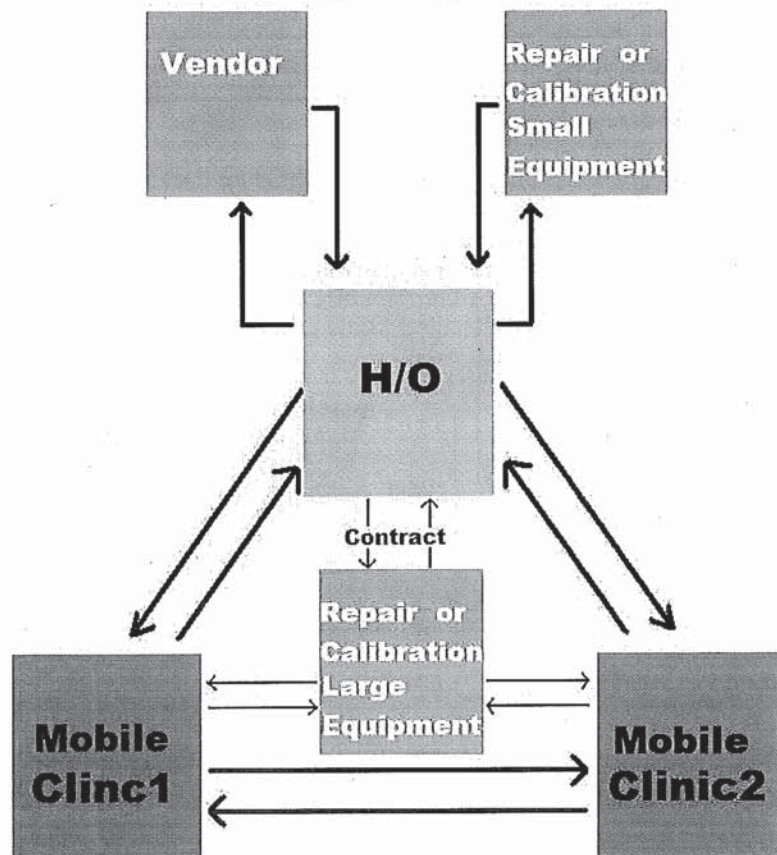 Vendor
Repair or
Calibration
Small
Equipment
H/O
Contract
Repair or
Calibration
Large
Equipment
Mobile
Clinc1
Mobile
Clinic2